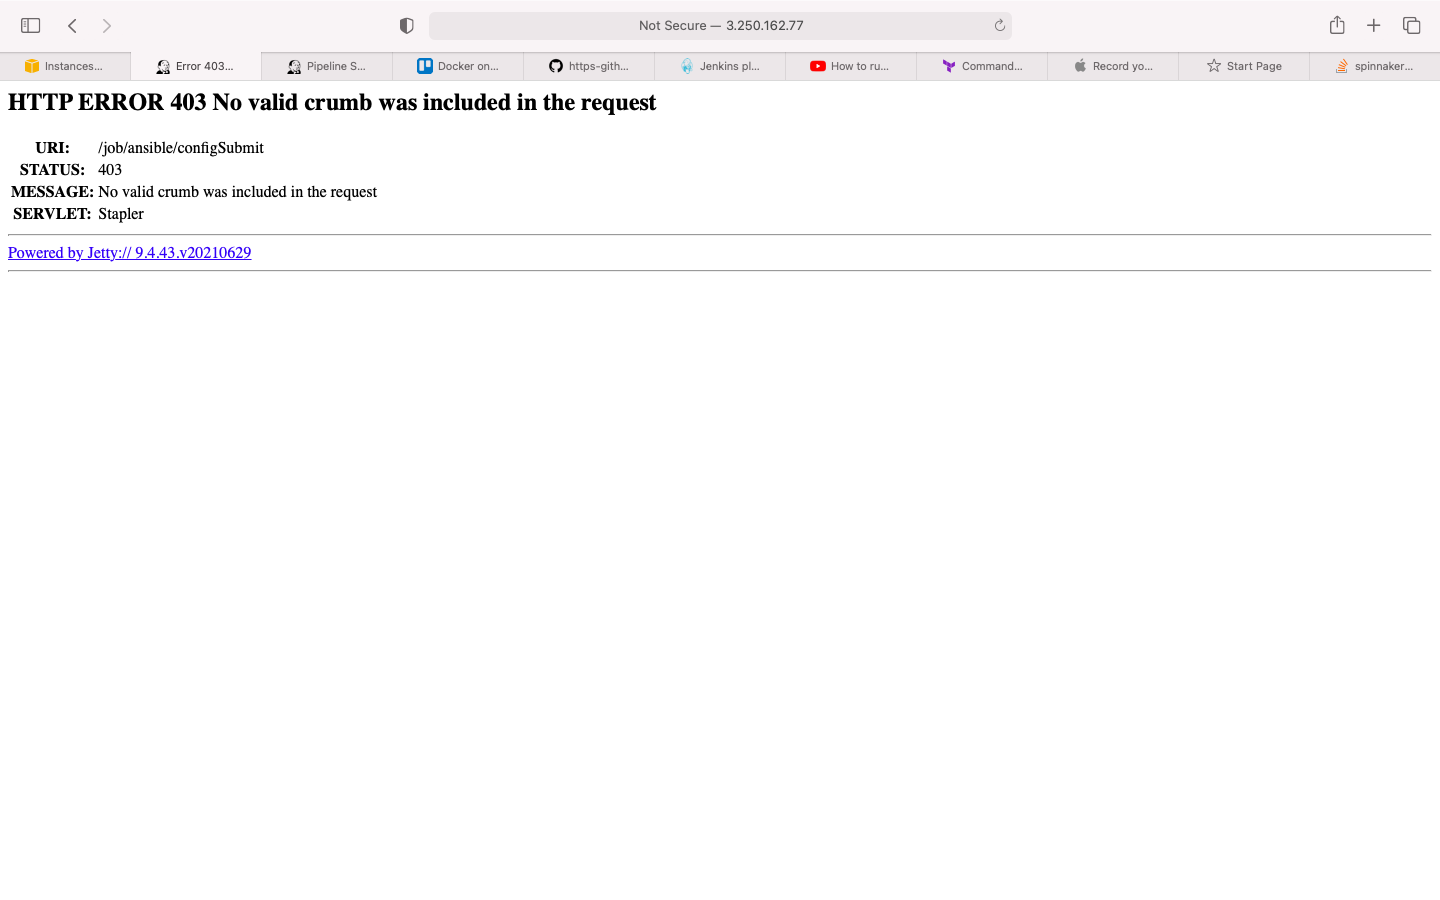 Not Secure — 3.250.162.77
Instances...
Error 403...
Pipeline S...
Docker on...
https-gith...
Jenkins pl...
How to ru...
Command...
Record yo...
Start Page
spinnaker...
HTTP ERROR 403 No valid crumb was included in the request
URI: /job/ansible/configSubmit
STATUS: 403
MESSAGE: No valid crumb was included in the request
SERVLET: Stapler
Powered by Jetty:// 9.4.43.v20210629